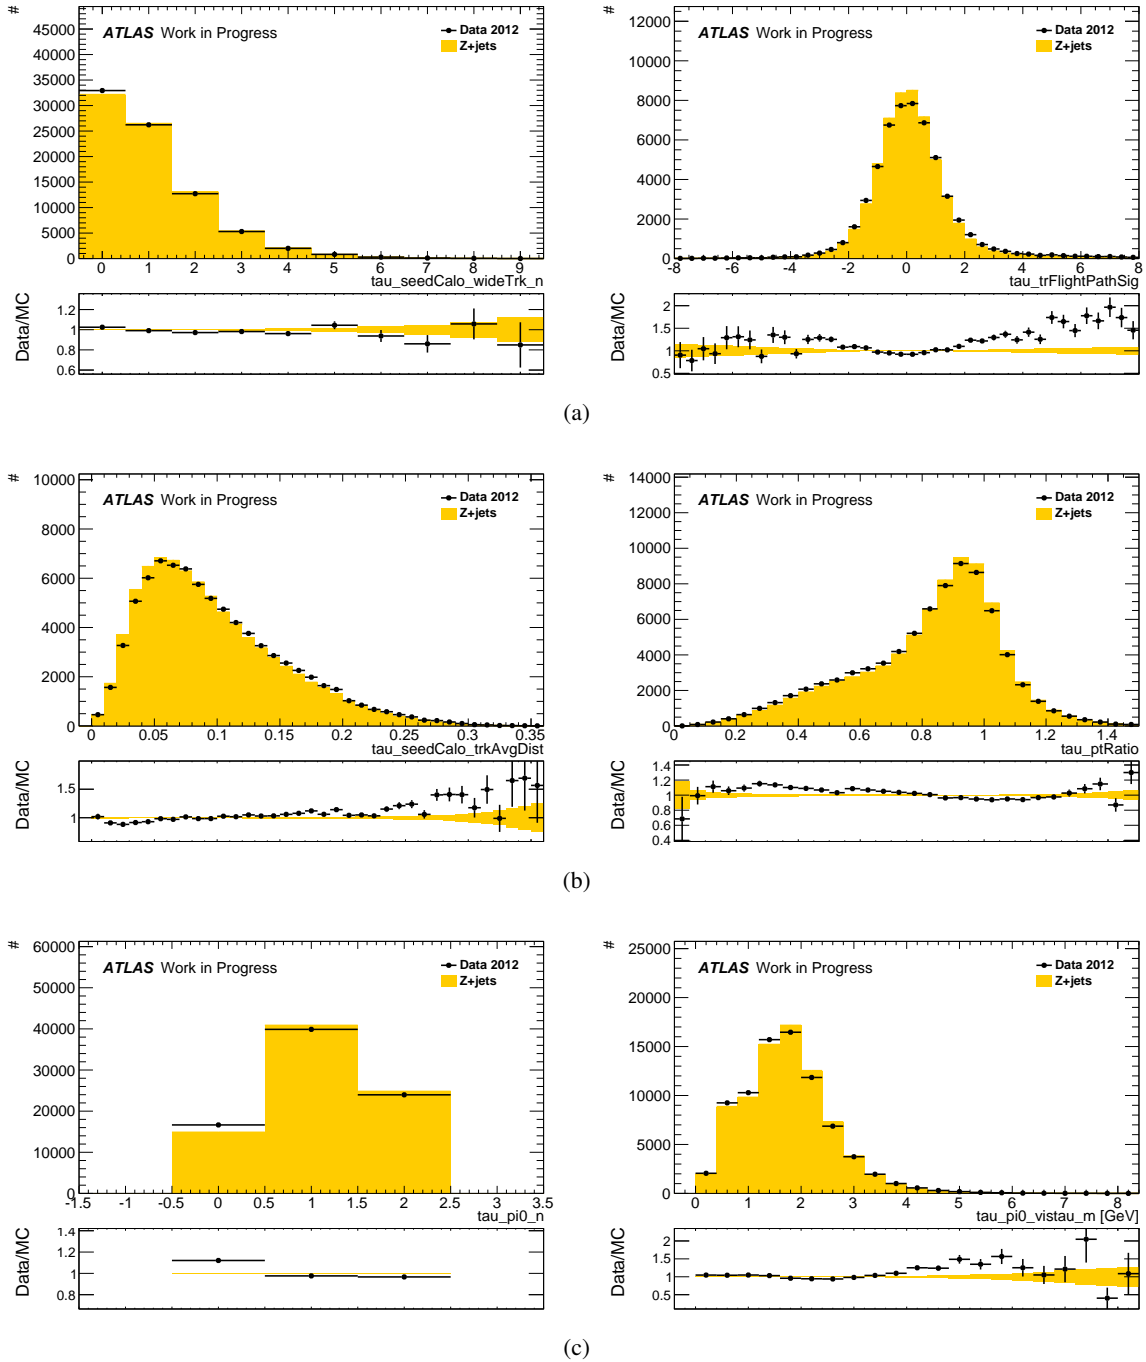 #
45000
40000
35000
30000
25000
20000
15000
10000
5000
0
ATLAS Work in Progress
Data 2012
Z+jets
0 1 2 3 4 5 6 7 8 9
tau_seedCalo_wideTrk_n
Data/MC
1.2
1
0.8
0.6
#
12000
10000
8000
6000
4000
2000
0
ATLAS Work in Progress
Data 2012
Z+jets
-8 -6 -4 -2 0 2 4 6 8
tau_trFlightPathSig
Data/MC
2
1.5
1
0.5
(a)
#
10000
8000
6000
4000
2000
0
ATLAS Work in Progress
Data 2012
Z+jets
0 0.05 0.1 0.15 0.2 0.25 0.3 0.35
tau_seedCalo_trkAvgDist
Data/MC
1.5
1
#
14000
12000
10000
8000
6000
4000
2000
0
ATLAS Work in Progress
Data 2012
Z+jets
0 0.2 0.4 0.6 0.8 1 1.2 1.4
tau_ptRatio
Data/MC
1.4
1.2
1
0.8
0.6
0.4
(b)
#
60000
50000
40000
30000
20000
10000
0
ATLAS Work in Progress
Data 2012
Z+jets
-1.5 -1 -0.5 0 0.5 1 1.5 2 2.5 3 3.5
tau_pi0_n
Data/MC
1.4
1.2
1
0.8
#
25000
20000
15000
10000
5000
0
ATLAS Work in Progress
Data 2012
Z+jets
0 1 2 3 4 5 6 7 8
tau_pi0_vistau_m [GeV]
Data/MC
2
1.5
1
0.5
(c)